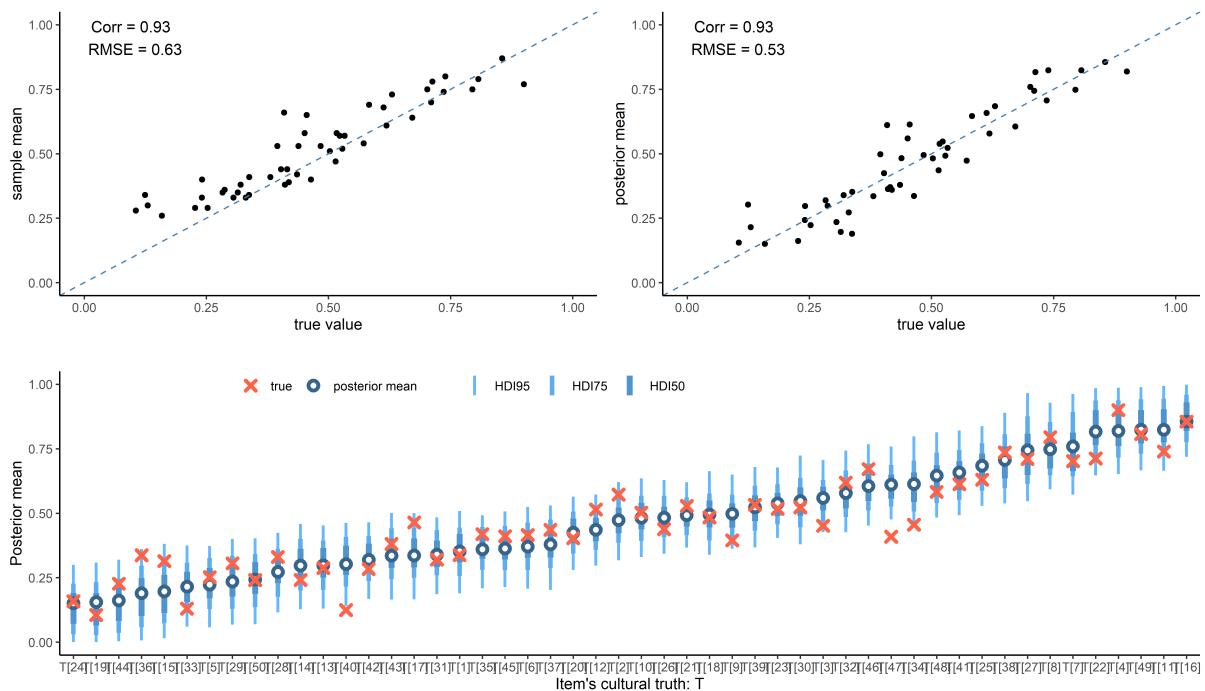 Corr = 0.93
RMSE = 0.63
1.00
0.75
0.50
0.25
0.00
sample mean
0.00 0.25 0.50 0.75 1.00
true value
Corr = 0.93
RMSE = 0.53
1.00
0.75
0.50
0.25
0.00
posterior mean
0.00 0.25 0.50 0.75 1.00
true value
true posterior mean HDI95 HDI75 HDI50
1.00
0.75
0.50
0.25
0.00
Posterior mean
T[24] T[19] T[44] T[36] T[15] T[33] T[5] T[29] T[50] T[28] T[14] T[13] T[40] T[42] T[43] T[17] T[31] T[1] T[35] T[45] T[6] T[37] T[20] T[12] T[2] T[10] T[26] T[21] T[18] T[9] T[39] T[23] T[30] T[3] T[32] T[46] T[47] T[34] T[48] T[41] T[25] T[38] T[27] T[8] T[7] T[22] T[4] T[49] T[11] T[16]
Item's cultural truth: T